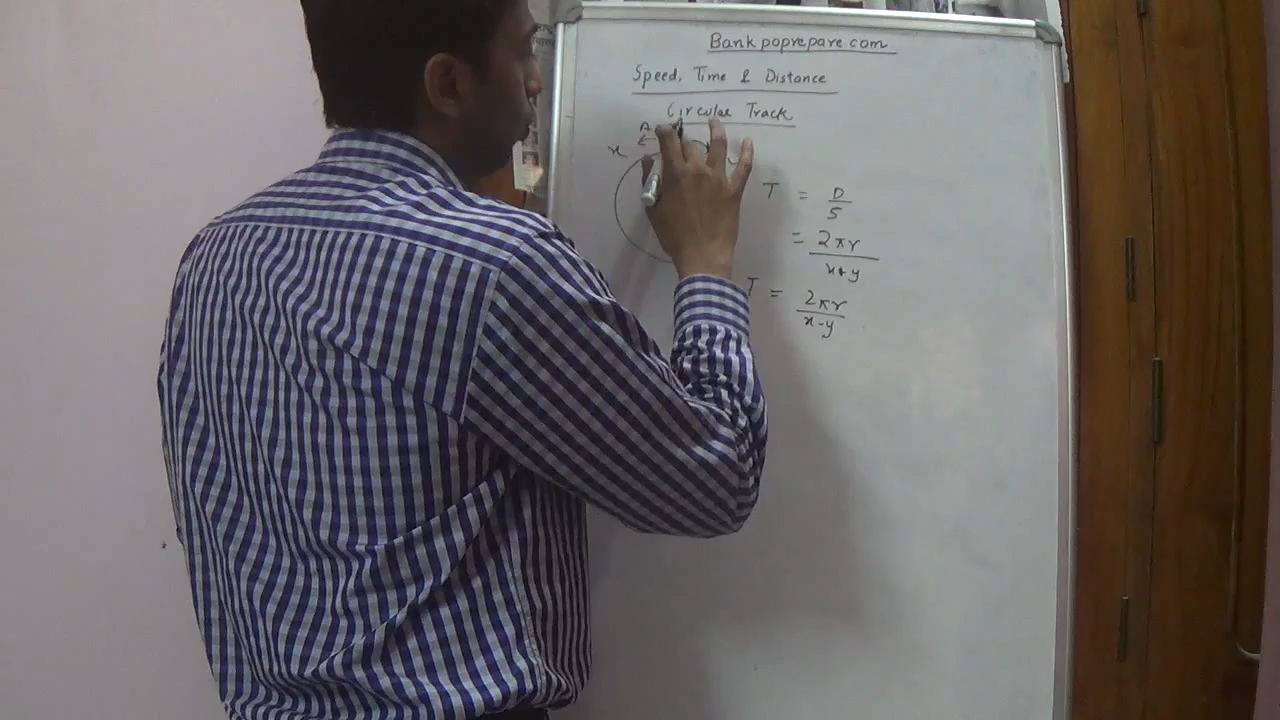 Bankpoprepare.com
Speed, Time & Distance
Circular Track
A
x
T = D/S
= 2πr/x+y
T = 2πr/x-y